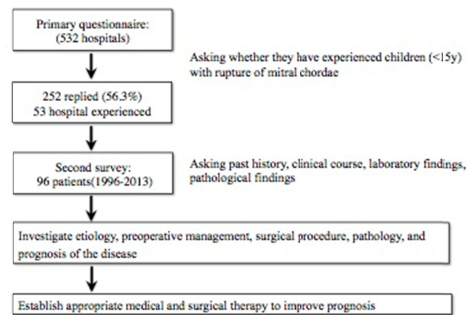 Primary questionnaire:
(532 hospitals)
Asking whether they have experienced children (<15y)
with rupture of mitral chordae
252 replied (56.3%)
53 hospital experienced
Second survey:
96 patients(1996-2013)
Asking past history, clinical course, laboratory findings,
pathological findings
Investigate etiology, preoperative management, surgical procedure, pathology, and
prognosis of the disease
Establish appropriate medical and surgical therapy to improve prognosis